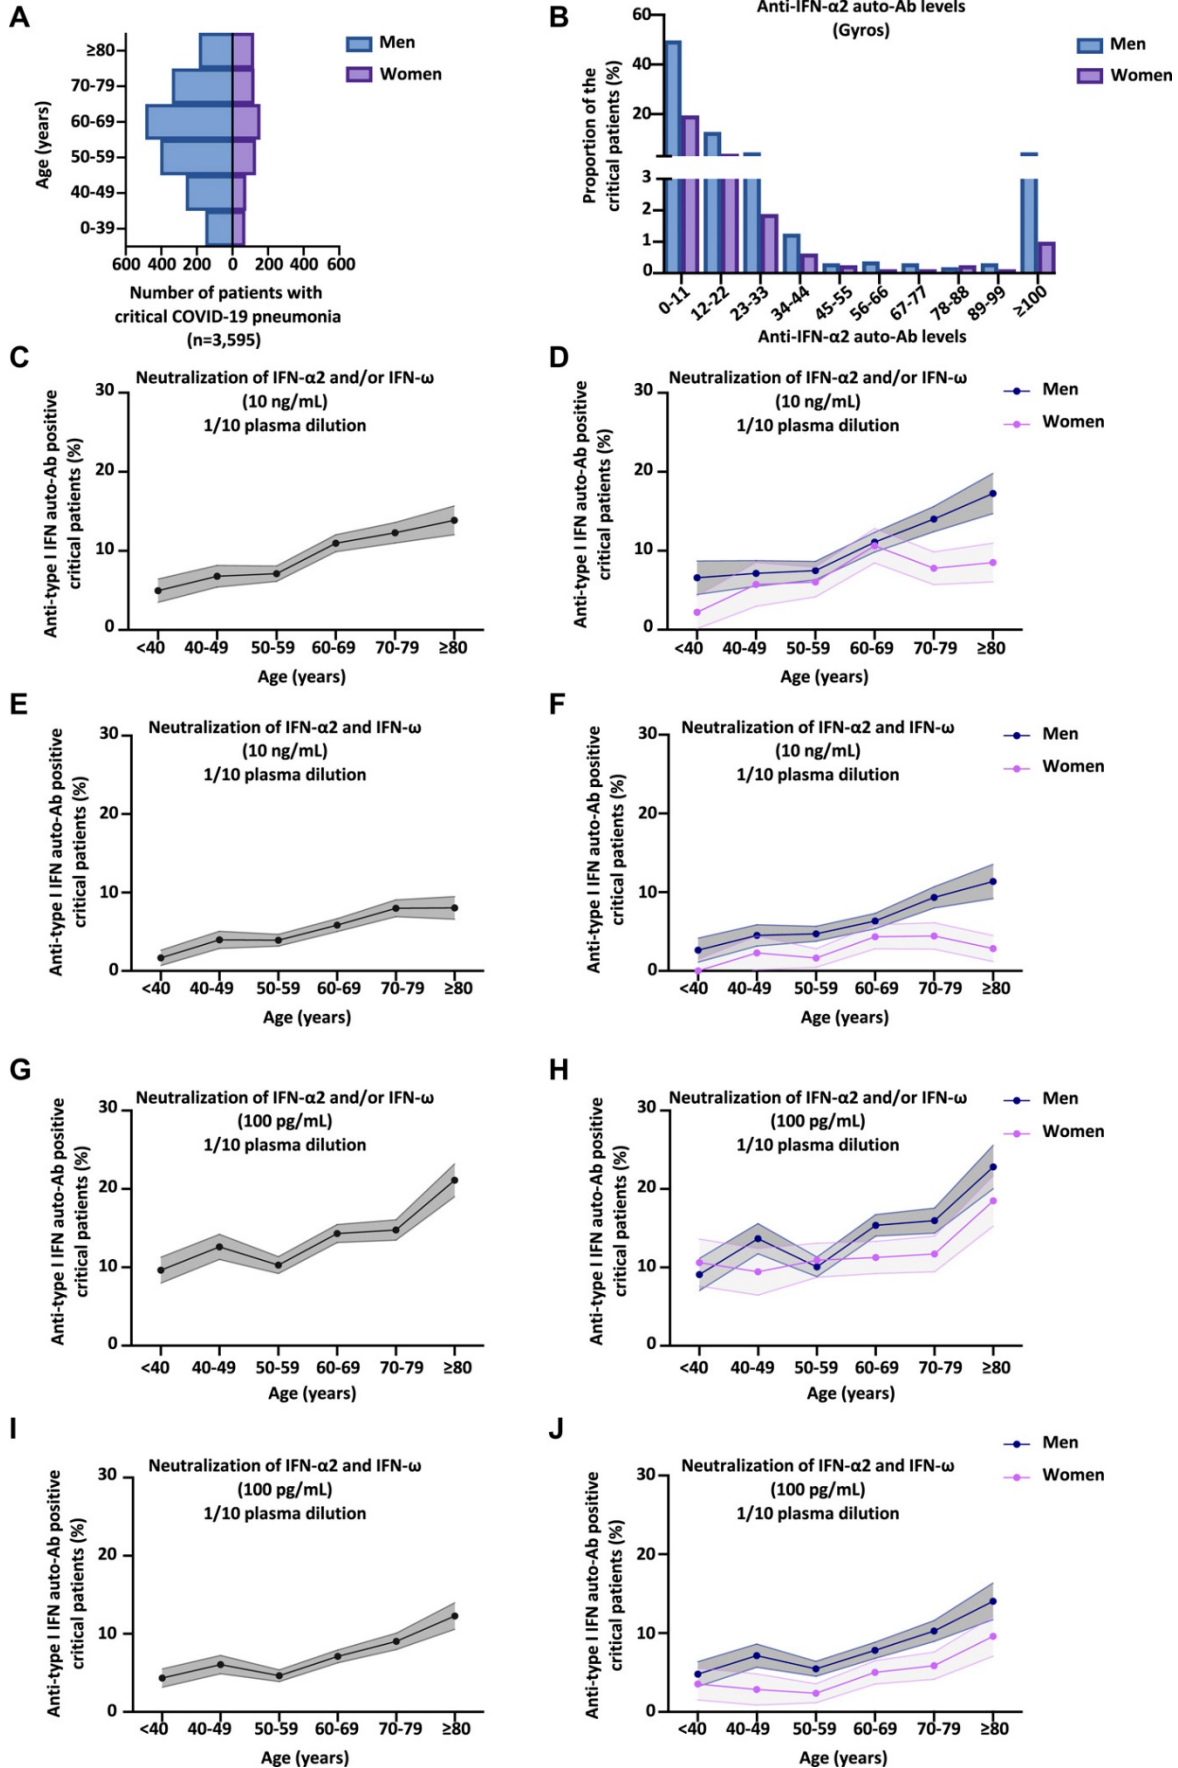 A
≥80
70-79
60-69
50-59
40-49
0-39
Age (years)
600 400 200 0 200 400 600
Number of patients with
critical COVID-19 pneumonia
(n=3,595)
Men
Women
B
Anti-IFN-α2 auto-Ab levels
(Gyros)
Proportion of the
critical patients (%)
60
40
20
3
2
1
0
0-11 12-22 23-33 34-44 45-55 56-66 67-77 78-88 89-99 ≥100
Anti-IFN-α2 auto-Ab levels
Men
Women
C
Neutralization of IFN-α2 and/or IFN-ω
(10 ng/mL)
1/10 plasma dilution
Anti-type I IFN auto-Ab positive
critical patients (%)
30
20
10
0
<40 40-49 50-59 60-69 70-79 ≥80
Age (years)
D
Neutralization of IFN-α2 and/or IFN-ω
(10 ng/mL)
1/10 plasma dilution
Men
Women
Anti-type I IFN auto-Ab positive
critical patients (%)
30
20
10
0
<40 40-49 50-59 60-69 70-79 ≥80
Age (years)
E
Neutralization of IFN-α2 and IFN-ω
(10 ng/mL)
1/10 plasma dilution
Anti-type I IFN auto-Ab positive
critical patients (%)
30
20
10
0
<40 40-49 50-59 60-69 70-79 ≥80
Age (years)
F
Neutralization of IFN-α2 and IFN-ω
(10 ng/mL)
1/10 plasma dilution
Men
Women
Anti-type I IFN auto-Ab positive
critical patients (%)
30
20
10
0
<40 40-49 50-59 60-69 70-79 ≥80
Age (years)
G
Neutralization of IFN-α2 and/or IFN-ω
(100 pg/mL)
1/10 plasma dilution
Anti-type I IFN auto-Ab positive
critical patients (%)
30
20
10
0
<40 40-49 50-59 60-69 70-79 ≥80
Age (years)
H
Neutralization of IFN-α2 and/or IFN-ω
(100 pg/mL)
1/10 plasma dilution
Men
Women
Anti-type I IFN auto-Ab positive
critical patients (%)
30
20
10
0
<40 40-49 50-59 60-69 70-79 ≥80
Age (years)
I
Neutralization of IFN-α2 and IFN-ω
(100 pg/mL)
1/10 plasma dilution
Anti-type I IFN auto-Ab positive
critical patients (%)
30
20
10
0
<40 40-49 50-59 60-69 70-79 ≥80
Age (years)
J
Neutralization of IFN-α2 and IFN-ω
(100 pg/mL)
1/10 plasma dilution
Men
Women
Anti-type I IFN auto-Ab positive
critical patients (%)
30
20
10
0
<40 40-49 50-59 60-69 70-79 ≥80
Age (years)